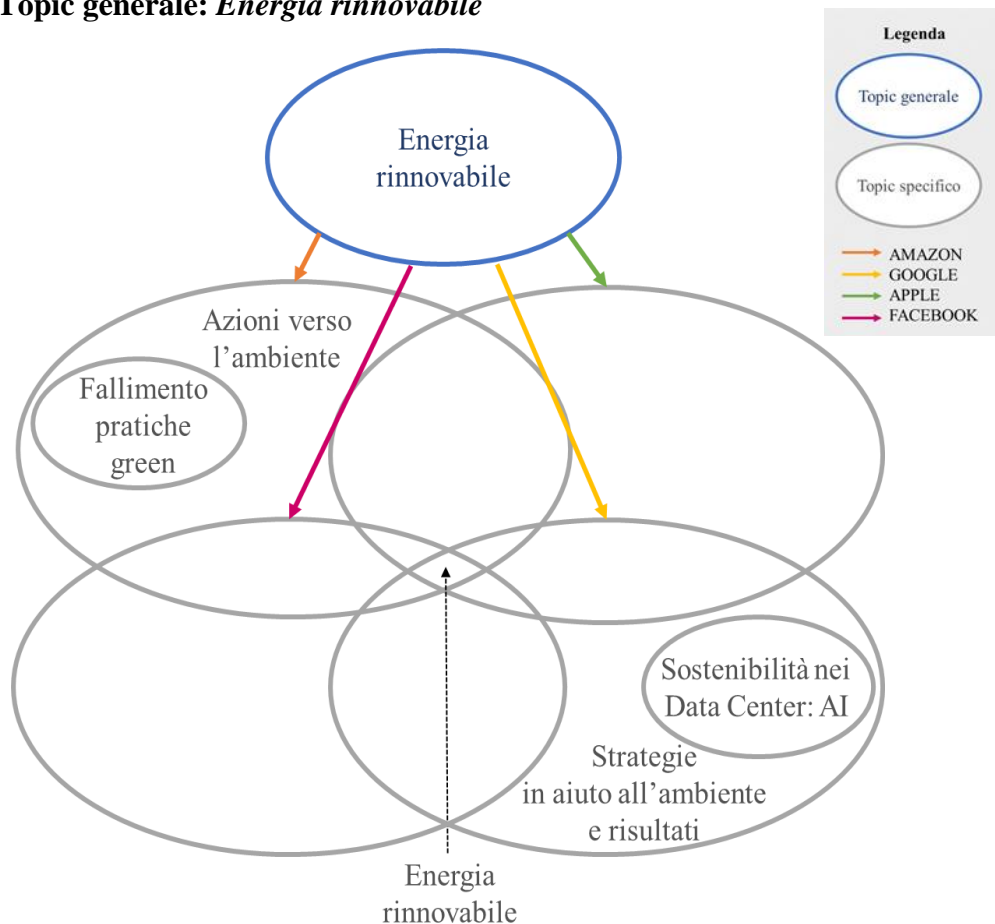 Topic generale: Energia rinnovabile
Legenda
Topic generale
Topic specifico
AMAZON
GOOGLE
APPLE
FACEBOOK
Energia
rinnovabile
Azioni verso
l’ambiente
Fallimento
pratiche
green
Sostenibilità nei
Data Center: AI
Strategie
in aiuto all’ambiente
e risultati
Energia
rinnovabile